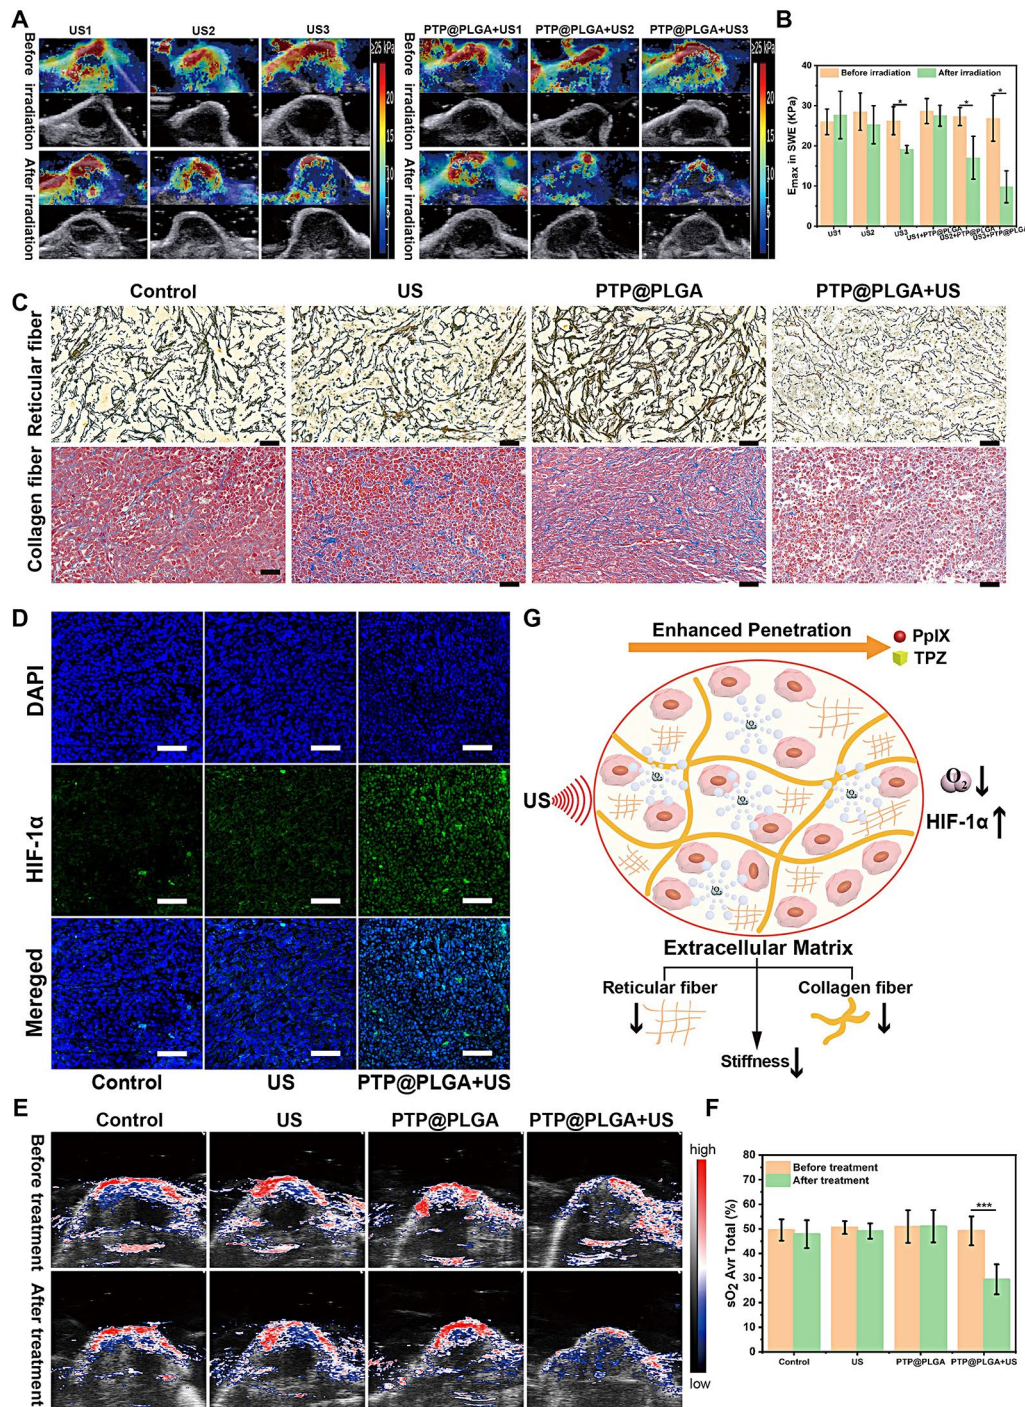 A
US1 US2 US3
PTP@PLGA+US1 PTP@PLGA+US2 PTP@PLGA+US3
Before irradiation
After irradiation
≥25 kPa
20
15
10
5
Before irradiation
After irradiation
≥25 kPa
20
15
10
5
B
Before irradiation
After irradiation
Emax in SWE (KPa)
40
30
20
10
0
* * *
US1 US2 US3 US1+PTP@PLGA US2+PTP@PLGA US3+PTP@PLGA
C
Control US PTP@PLGA PTP@PLGA+US
Reticular fiber
Collagen fiber
D
DAPI
HIF-1α
Mereged
Control US PTP@PLGA+US
G
Enhanced Penetration
PpIX
TPZ
US
O2
HIF-1α
Extracellular Matrix
Reticular fiber
Collagen fiber
Stiffness
E
Control US PTP@PLGA PTP@PLGA+US
Before treatment
After treatment
high
low
F
Before treatment
After treatment
sO2 Avr Total (%)
80
70
60
50
40
30
20
10
0
***
Control US PTP@PLGA PTP@PLGA+US